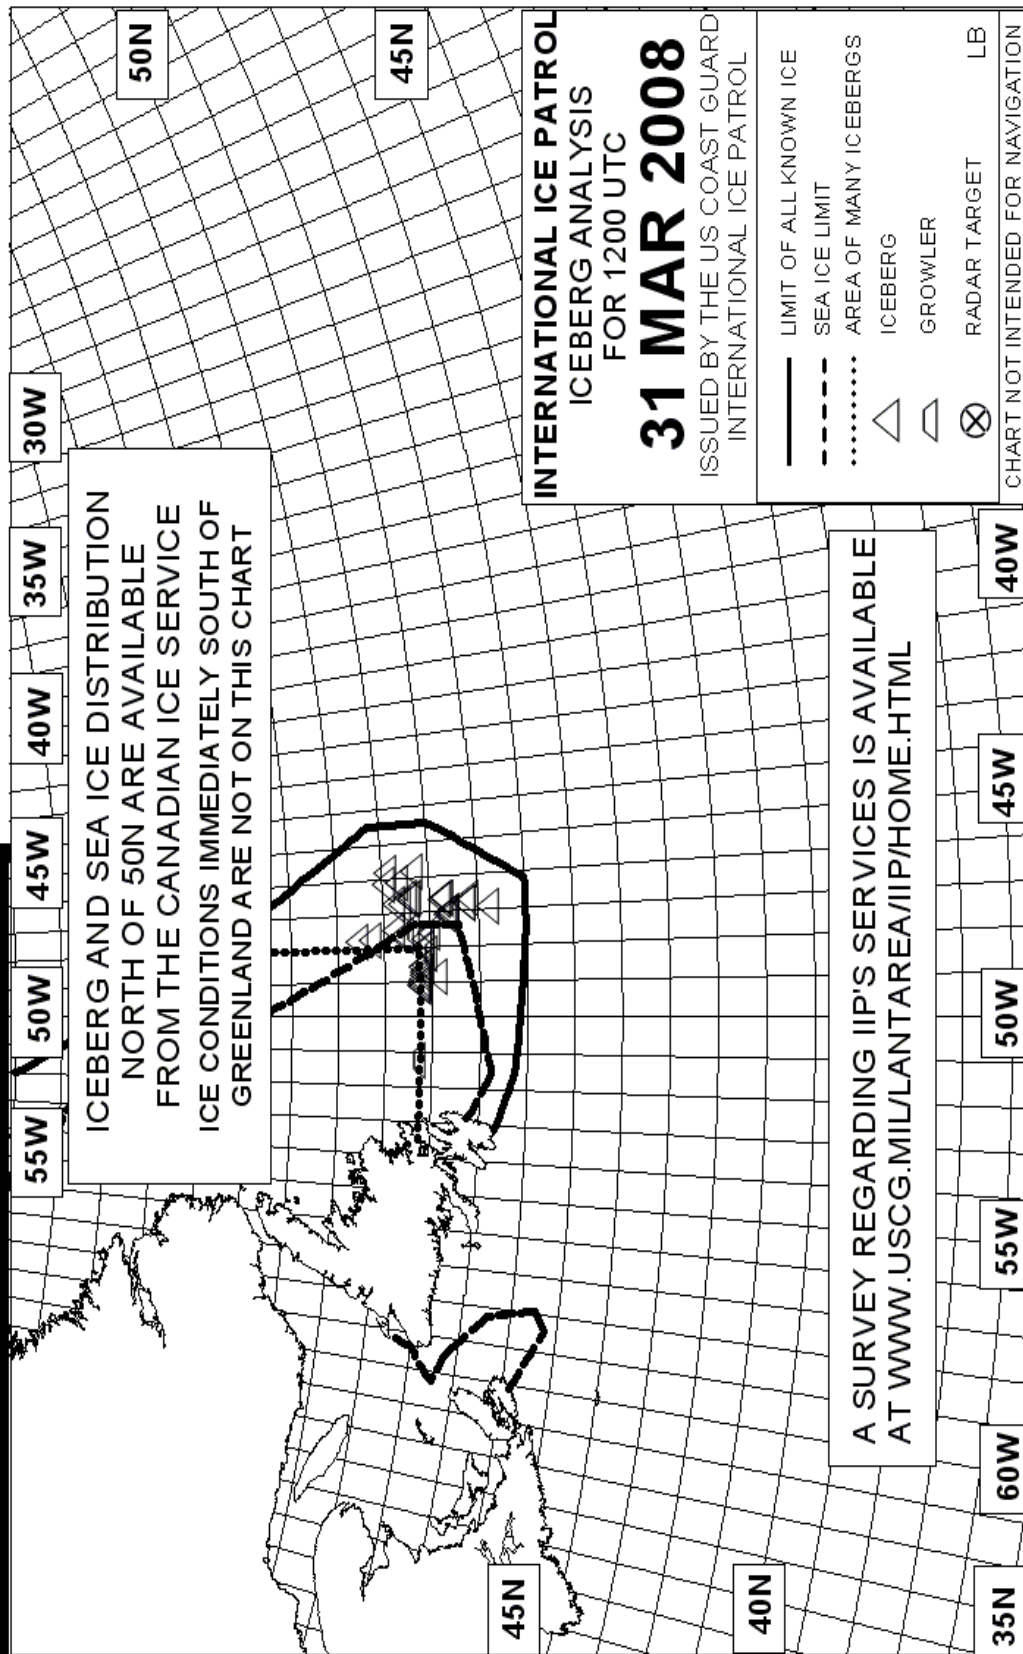 55W
50W
45W
40W
35W
30W
50N
45N
ICEBERG AND SEA ICE DISTRIBUTION
NORTH OF 50N ARE AVAILABLE
FROM THE CANADIAN ICE SERVICE
ICE CONDITIONS IMMEDIATELY SOUTH OF
GREENLAND ARE NOT ON THIS CHART
INTERNATIONAL ICE PATROL
ICEBERG ANALYSIS
FOR 1200 UTC
31 MAR 2008
ISSUED BY THE US COAST GUARD
INTERNATIONAL ICE PATROL
LIMIT OF ALL KNOWN ICE
SEA ICE LIMIT
AREA OF MANY ICEBERGS
ICEBERG
GROWLER
RADAR TARGET LB
CHART NOT INTENDED FOR NAVIGATION
A SURVEY REGARDING IIP'S SERVICES IS AVAILABLE
AT WWW.USCG.MIL/LANTAREA/IIP/HOME.HTML
45N
40N
35N
60W
55W
50W
45W
40W